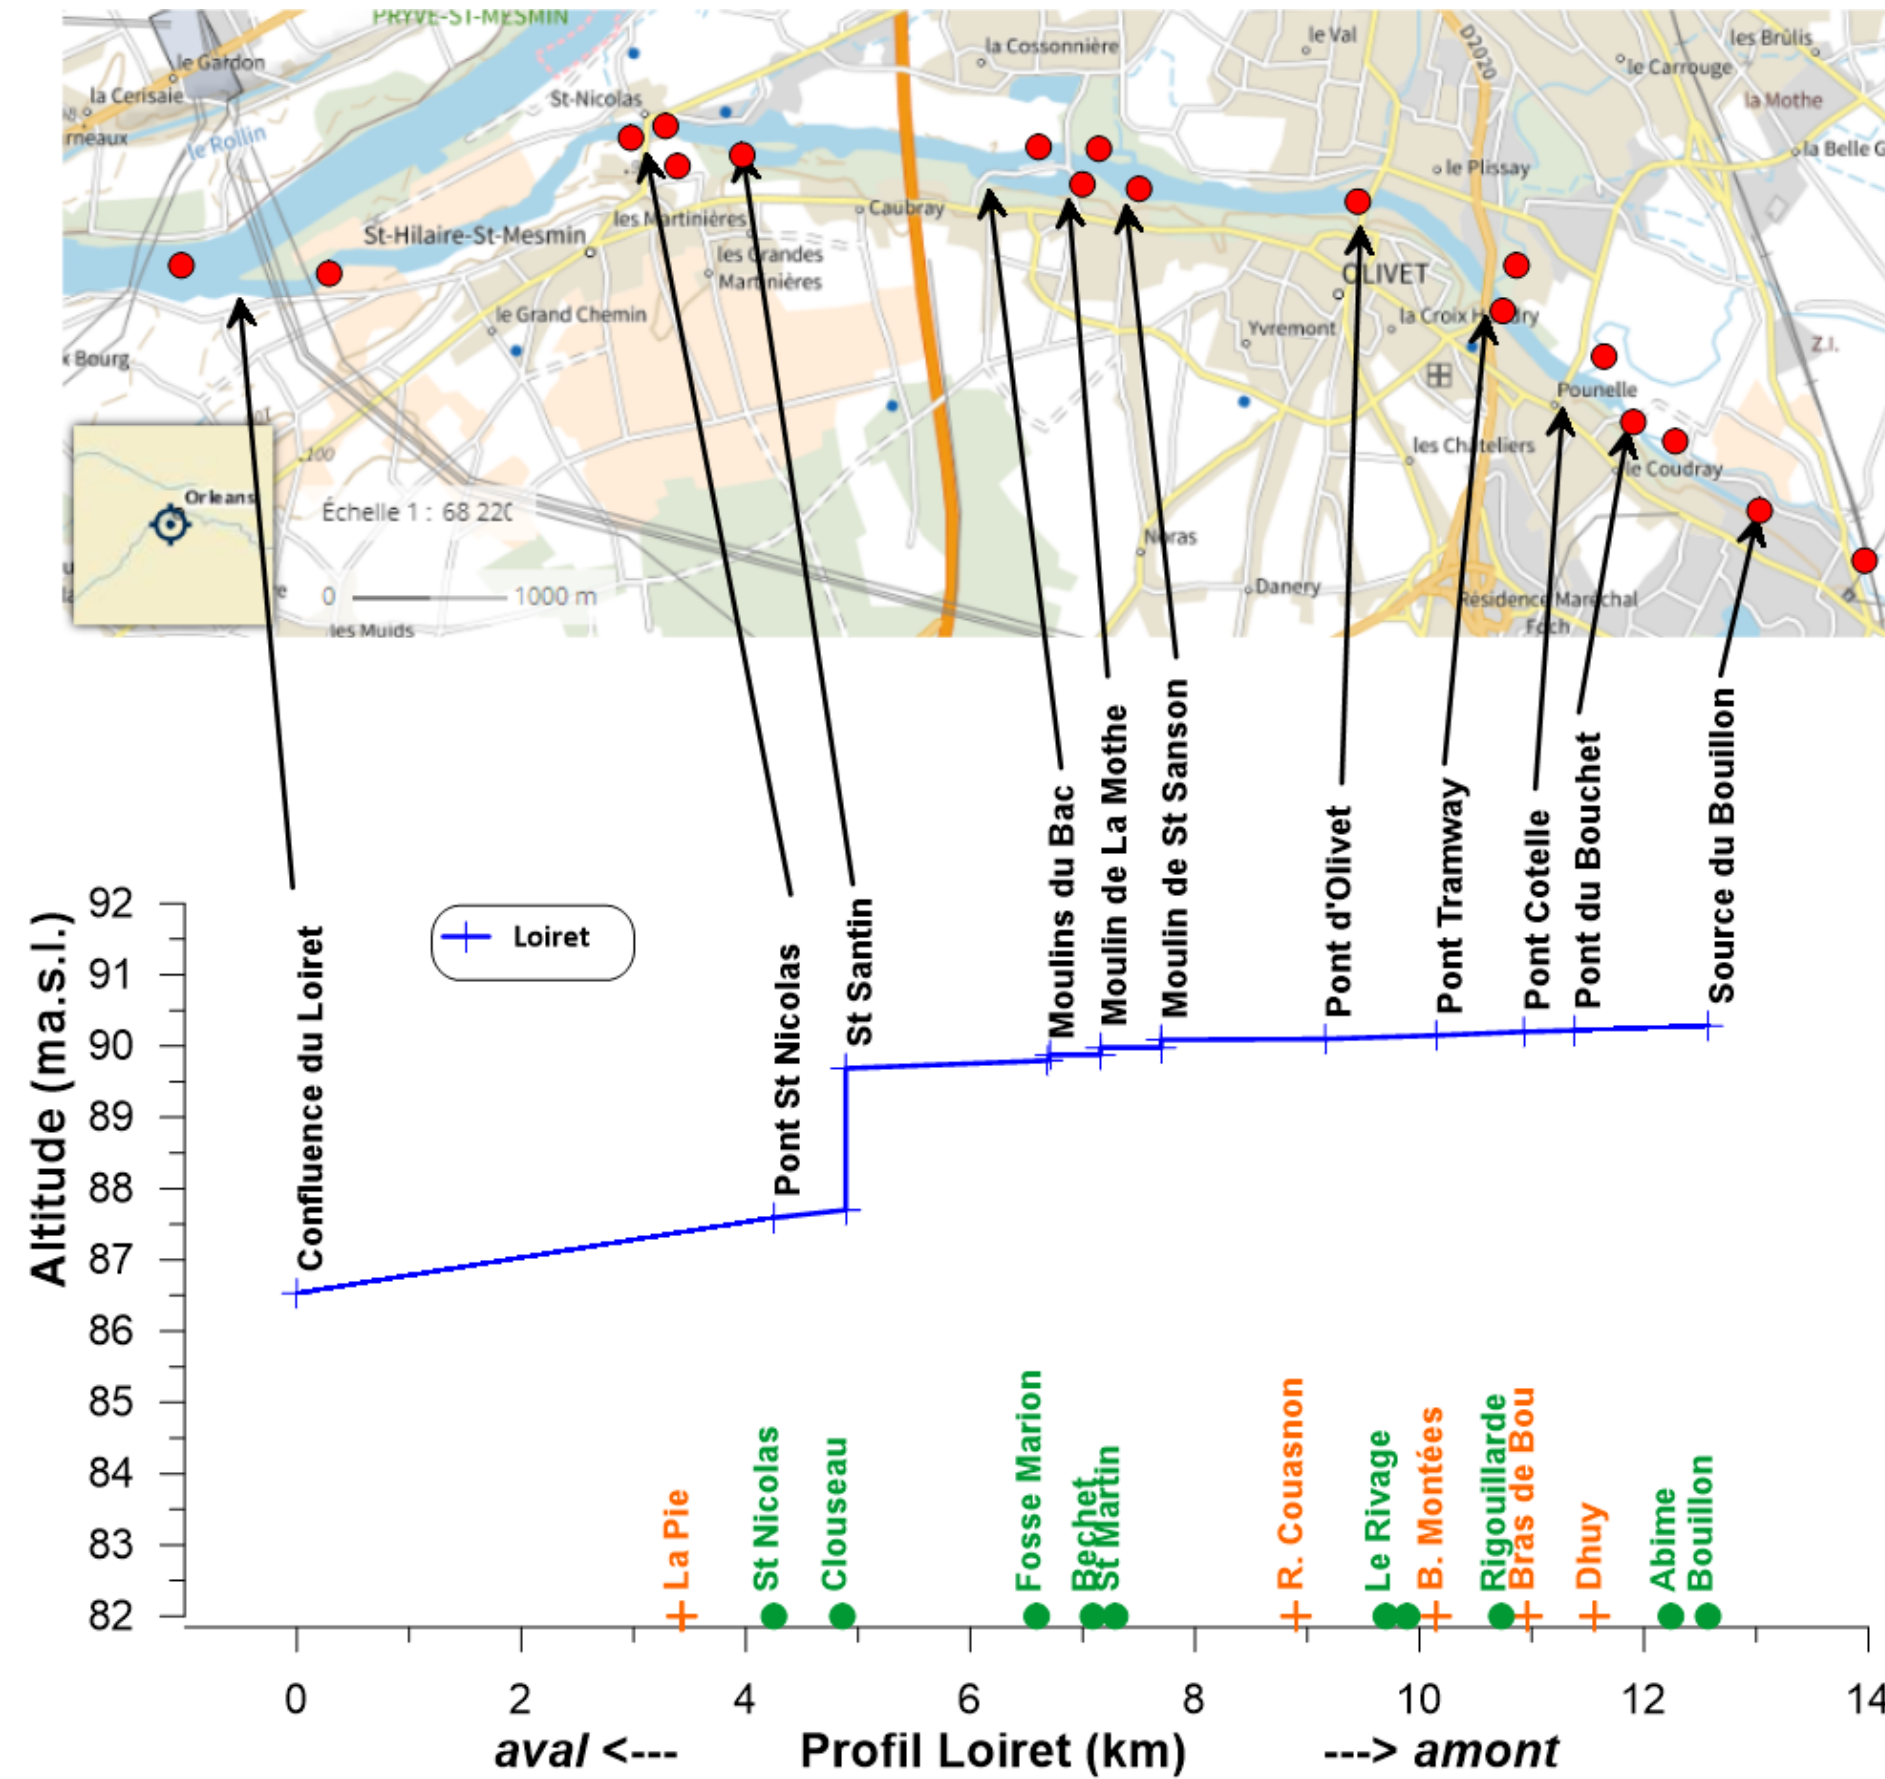 PRYVE-ST-MESMIN
le Gardon
la Cossonnière
le Val
D2020
les Brûlis
le Carrouge
la Cerisaie
St-Nicolas
la Mothe
rneaux
le Rollin
le Plissay
la Belle G
les Martinières
Caubray
St-Hilaire-St-Mesmin
les Grandes
Martinières
OLIVET
le Grand Chemin
Yvremont
la Croix H dry
x Bourg
Z.I.
Pounelle
les Châteliers
le Coudray
100
Orleans
Échelle 1 : 68 220
Noras
Danery
0 1000 m
Résidence Maréchal
Foch
les Muids
Confluence du Loiret
Pont St Nicolas
St Santin
Moulins du Bac
Moulin de La Mothe
Moulin de St Sanson
Pont d'Olivet
Pont Tramway
Pont Cotelle
Pont du Bouchet
Source du Bouillon
Loiret
Altitude (ma.s.l.)
92
91
90
89
88
87
86
85
84
83
82
La Pie
St Nicolas
Clouseau
Fosse Marion
Bechet
St Martin
R. Couasnon
Le Rivage
B. Montées
Rigouillarde
Bras de Bou
Dhuy
Abime
Bouillon
0 2 4 6 8 10 12 14
aval <--- Profil Loiret (km) ---> amont